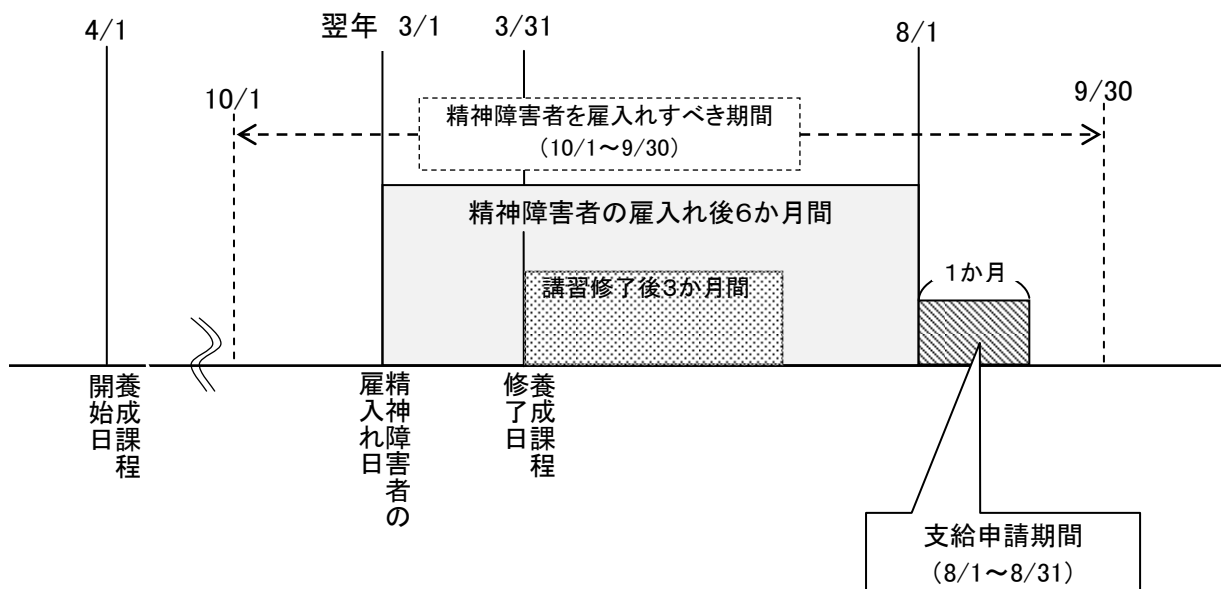 4/1
翌年 3/1
3/31
8/1
10/1
9/30
精神障害者を雇入れすべき期間
（10/1～9/30）
精神障害者の雇入れ後6か月間
講習修了後3か月間
1か月
養成課程
開始日
精神障害者の
雇入れ日
養成課程
修了日
支給申請期間
（8/1～8/31）